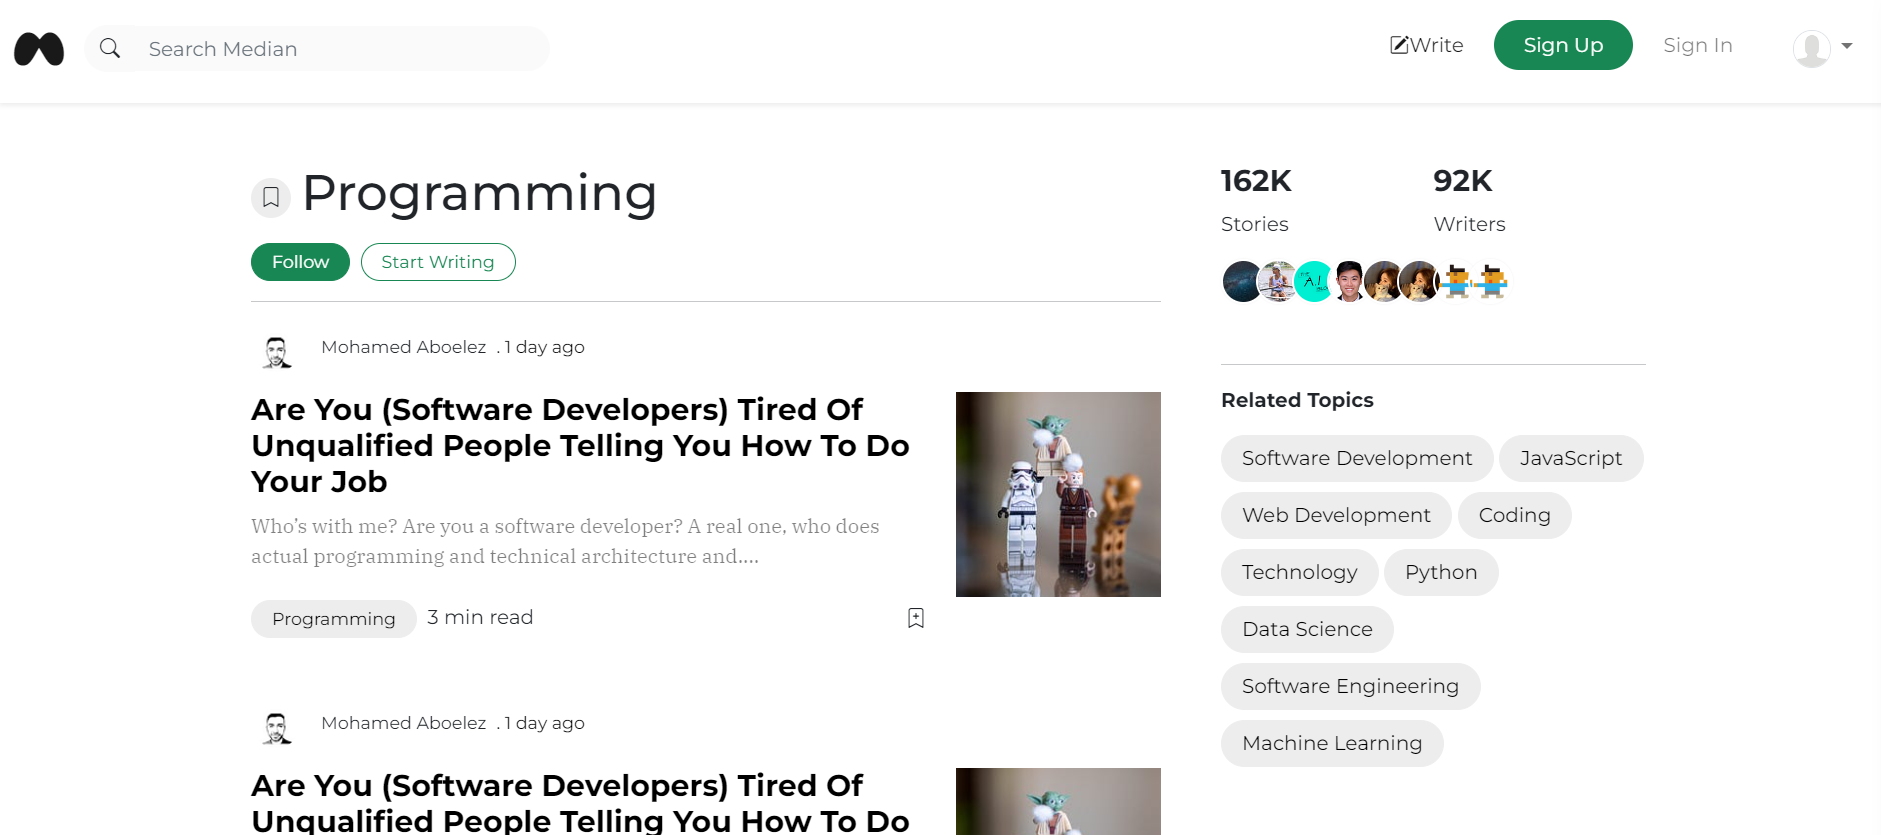 Search Median
Write
Sign Up
Sign In
Programming
Follow
Start Writing
Mohamed Aboelez . 1 day ago
Are You (Software Developers) Tired Of
Unqualified People Telling You How To Do
Your Job
Who’s with me? Are you a software developer? A real one, who does
actual programming and technical architecture and....
Programming
3 min read
Mohamed Aboelez . 1 day ago
Are You (Software Developers) Tired Of
Unqualified People Telling You How To Do
162K
Stories
92K
Writers
A.I
Related Topics
Software Development
JavaScript
Web Development
Coding
Technology
Python
Data Science
Software Engineering
Machine Learning